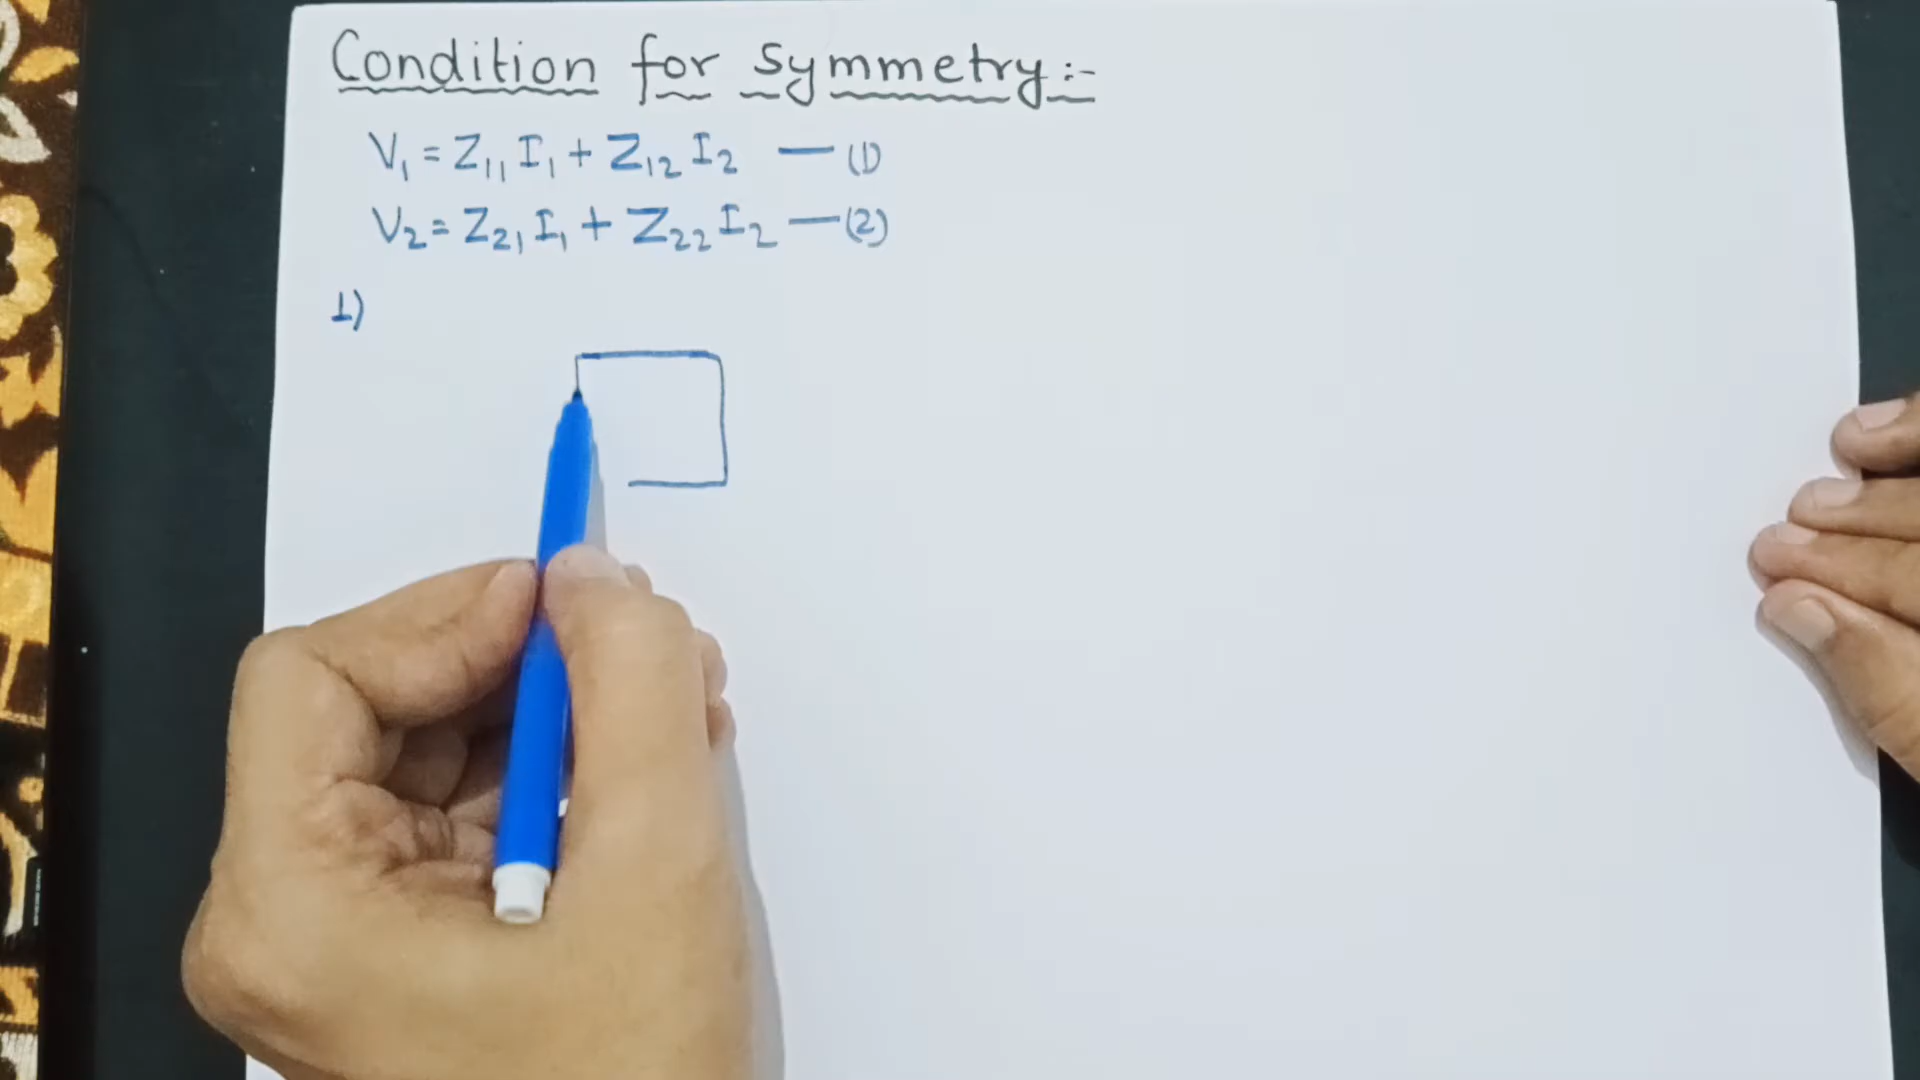 Condition for Symmetry:-
V₁ = Z₁₁ I₁ + Z₁₂ I₂ — (1)
V₂ = Z₂₁ I₁ + Z₂₂ I₂ — (2)
1)